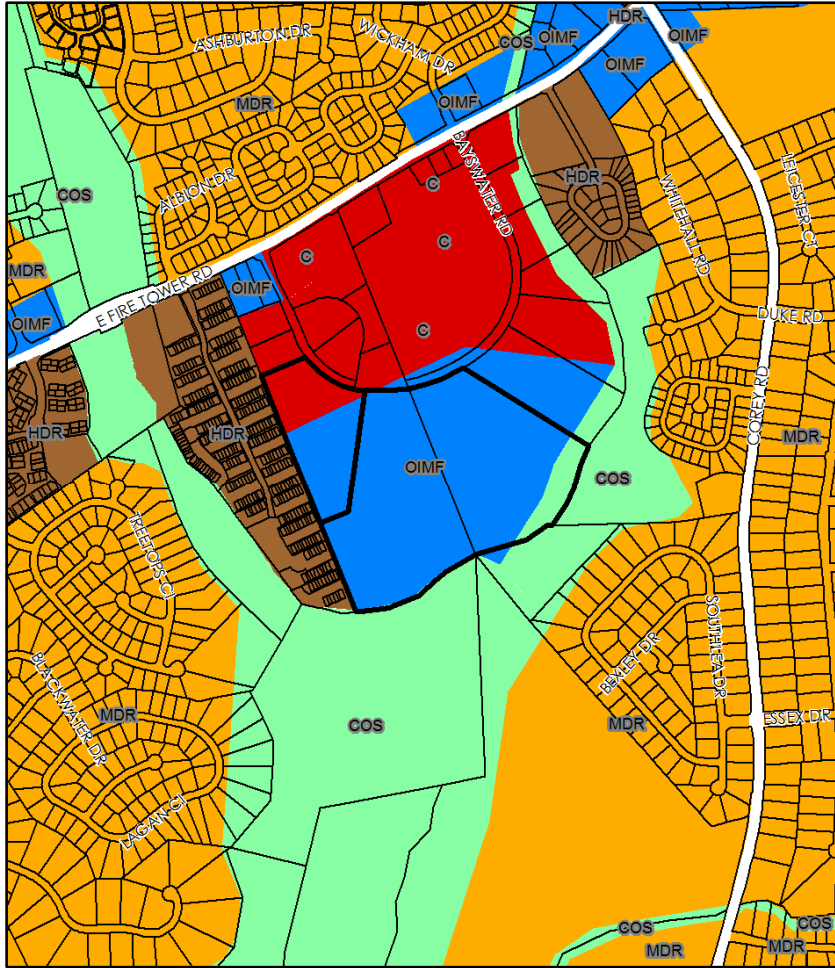 HDR
ASHBURTON DR
WICKHAM DR
COS
OIMF
OIMF
OIMF
MDR
OIMF
BAYSWATER RD
LEICESTER CT
ALBION DR
C
HDR
WHITEHALL RD
COS
C
C
MDR
E FIRE TOWER RD
OIMF
OIMF
DUKE RD
C
COREY RD
HDR
HDR
MDR
OIMF
COS
TREETOPS CI
SOUTHLEA DR
BEXLEY DR
BLACKWATER DR
MDR
COS
MDR
ESSEX DR
LAGAN CI
COS
COS
MDR
MDR